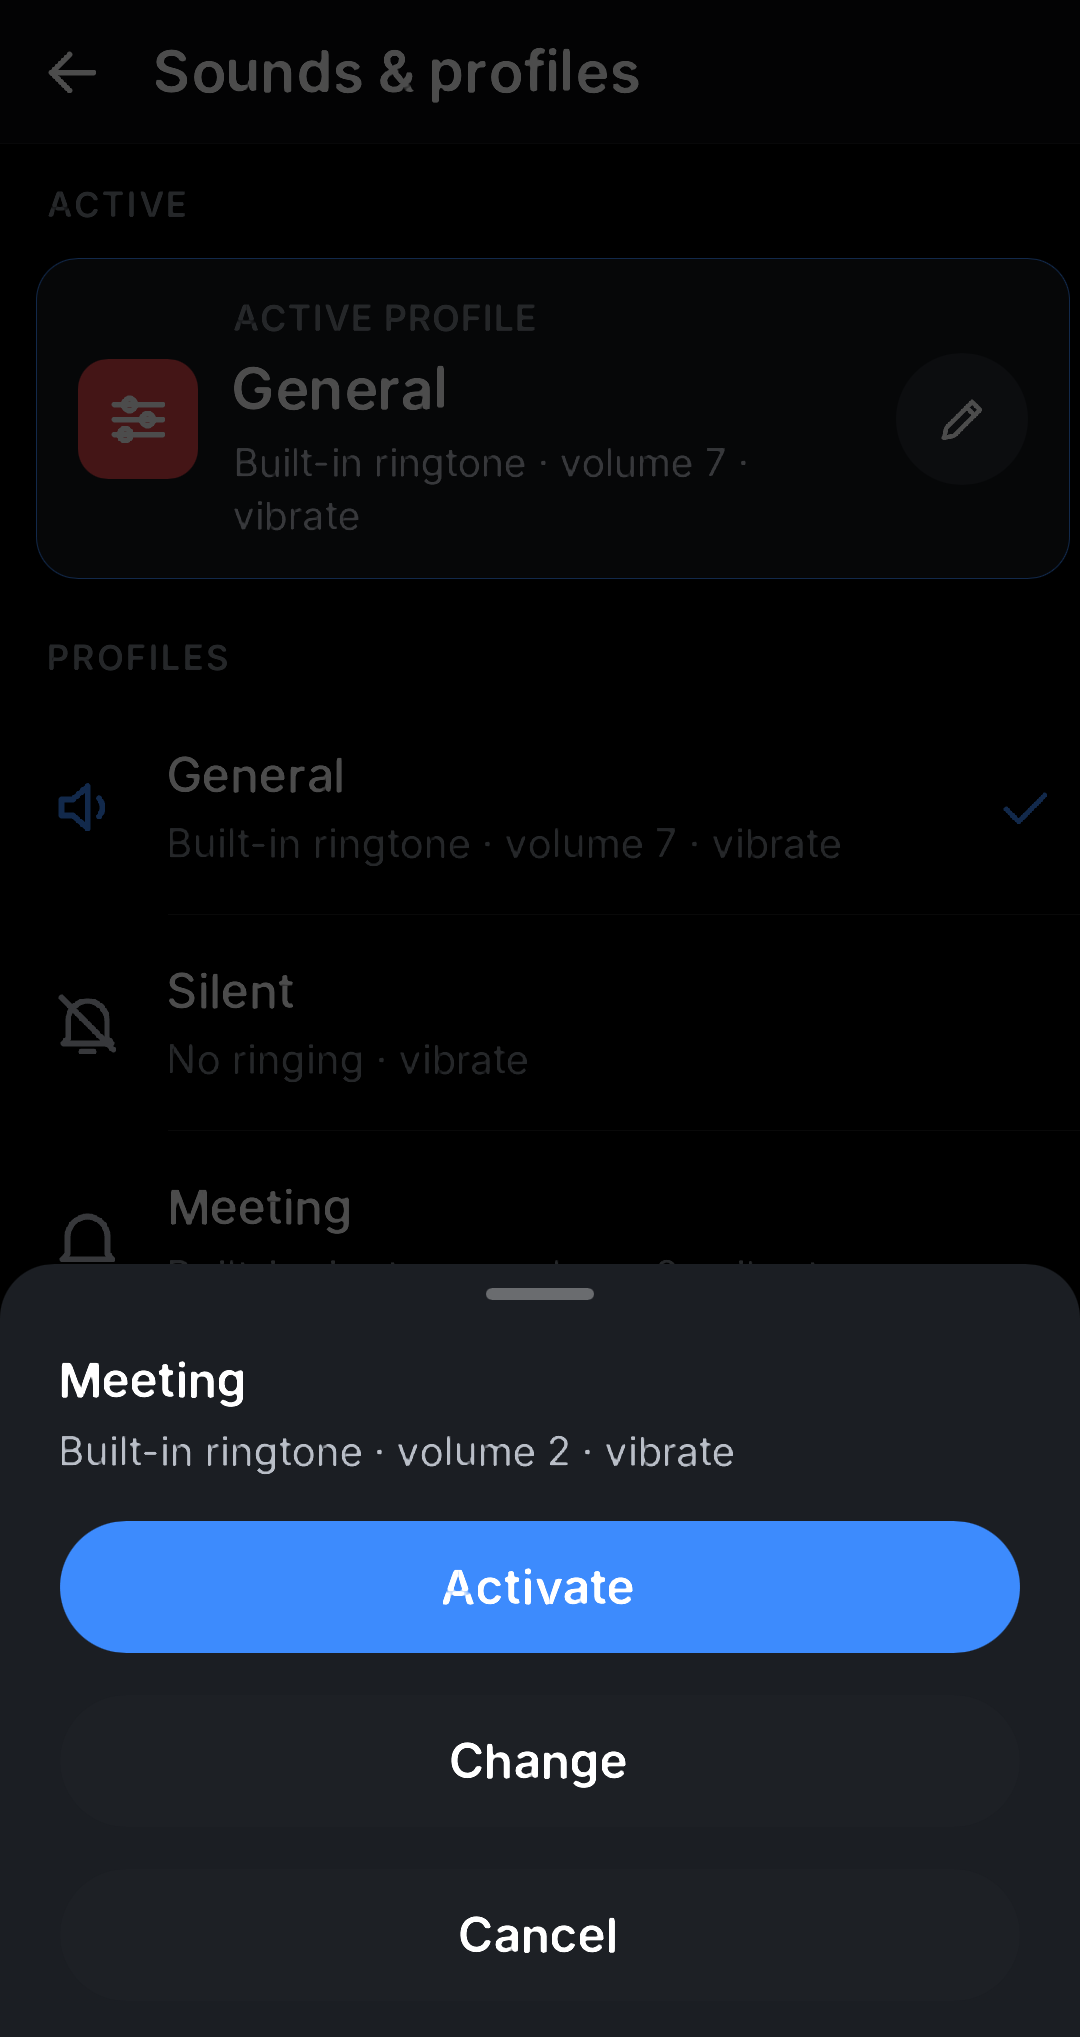 Sounds & profiles
ACTIVE
ACTIVE PROFILE
General
Built-in ringtone · volume 7 ·
vibrate
PROFILES
General
Built-in ringtone · volume 7 · vibrate
Silent
No ringing · vibrate
Meeting
Meeting
Built-in ringtone · volume 2 · vibrate
Activate
Change
Cancel